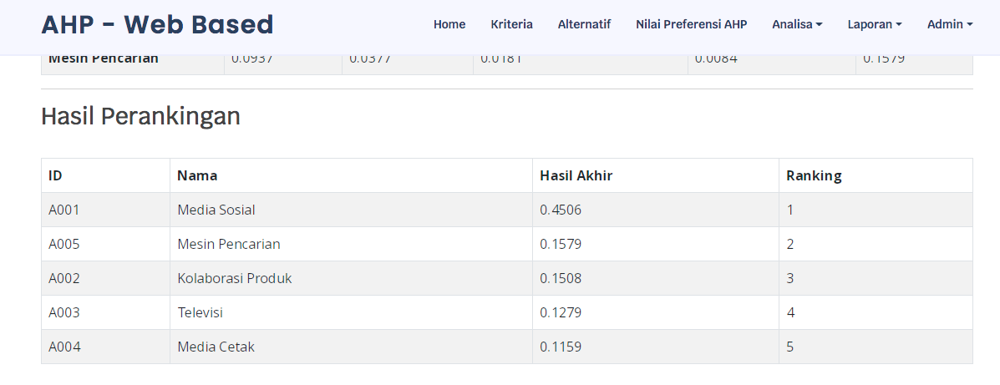 AHP - Web Based Home Kriteria Alternatif Nilai Preferensi AHP Analisa Laporan Admin
Mesin Pencarian 0.0937 0.0377 0.0181 0.0084 0.1579
Hasil Perankingan
ID Nama Hasil Akhir Ranking
A001 Media Sosial 0.4506 1
A005 Mesin Pencarian 0.1579 2
A002 Kolaborasi Produk 0.1508 3
A003 Televisi 0.1279 4
A004 Media Cetak 0.1159 5